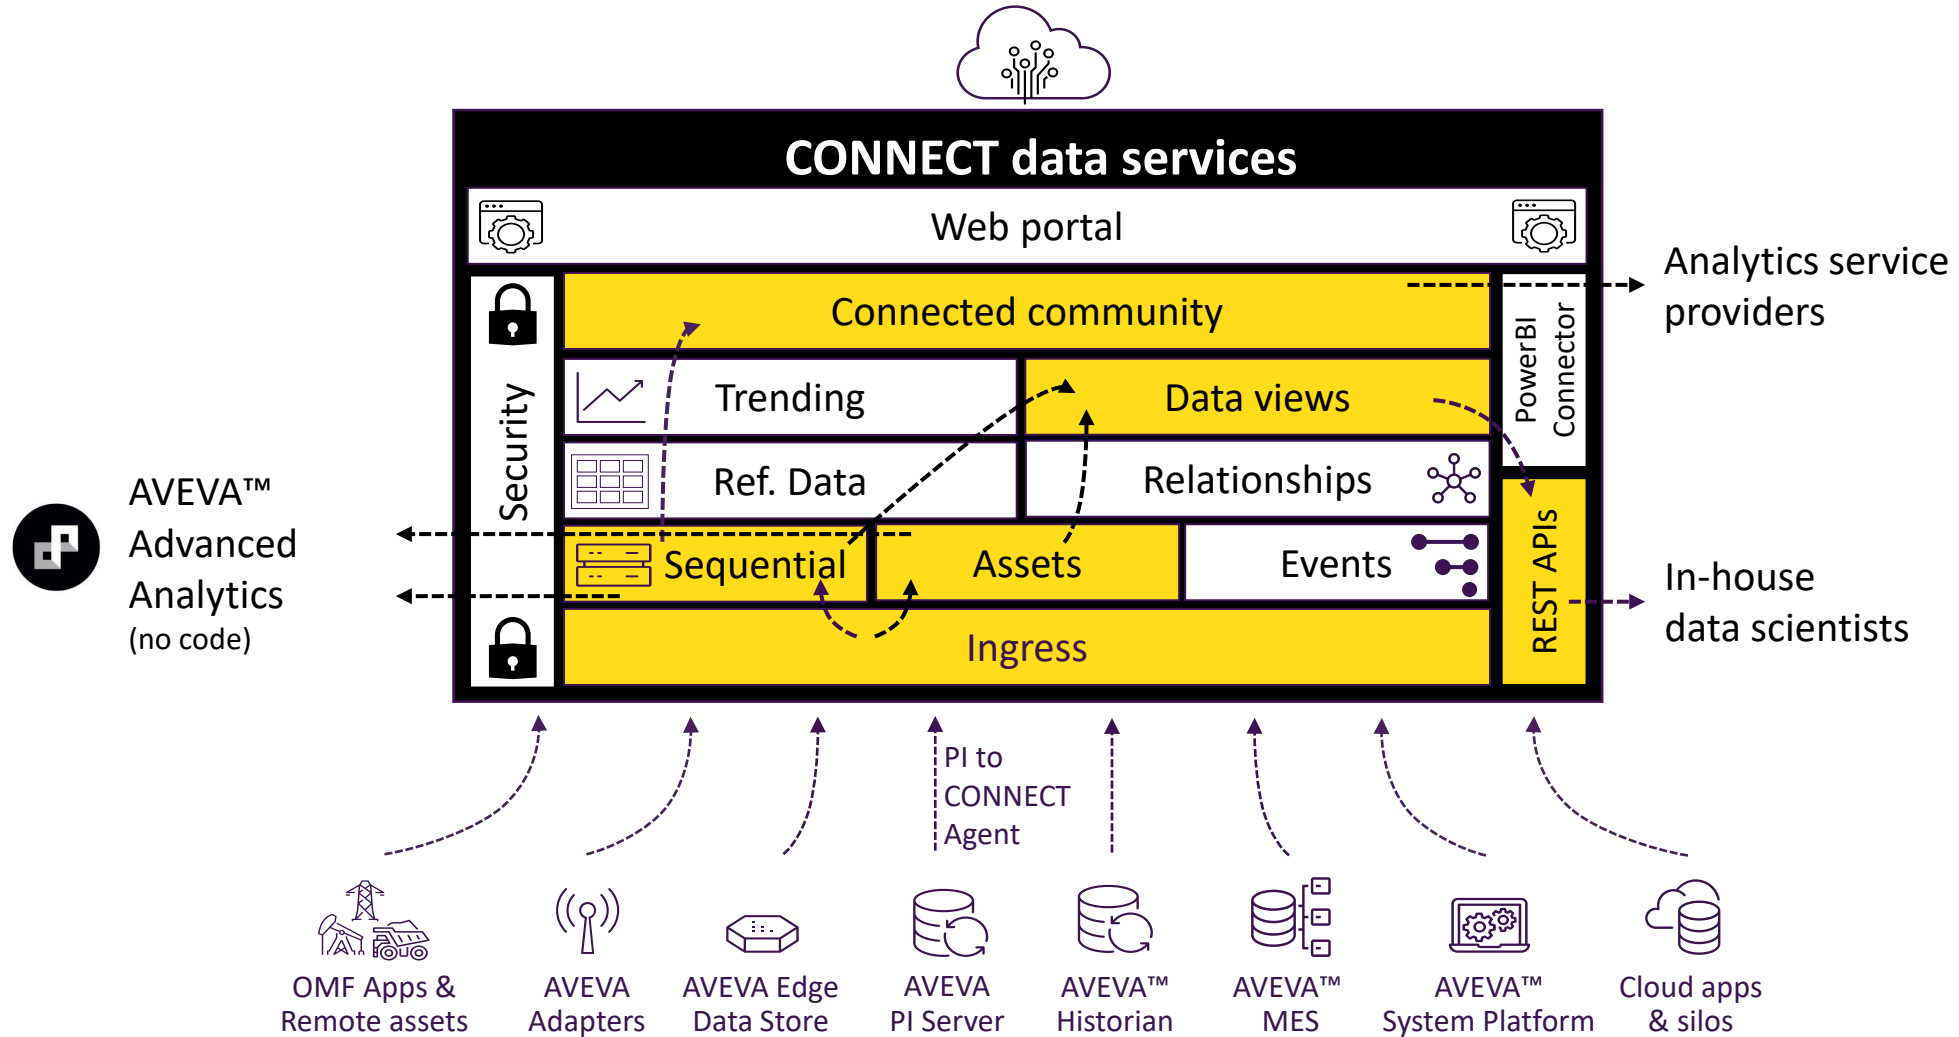 CONNECT data services
Web portal
Connected community
Analytics service
providers
Security
Trending
Data views
PowerBI
Connector
Ref. Data
Relationships
AVEVA™
Advanced
Analytics
(no code)
Sequential
Assets
Events
REST APIs
In-house
data scientists
Ingress
PI to
CONNECT
Agent
OMF Apps &
Remote assets
AVEVA
Adapters
AVEVA Edge
Data Store
AVEVA
PI Server
AVEVA™
Historian
AVEVA™
MES
AVEVA™
System Platform
Cloud apps
& silos